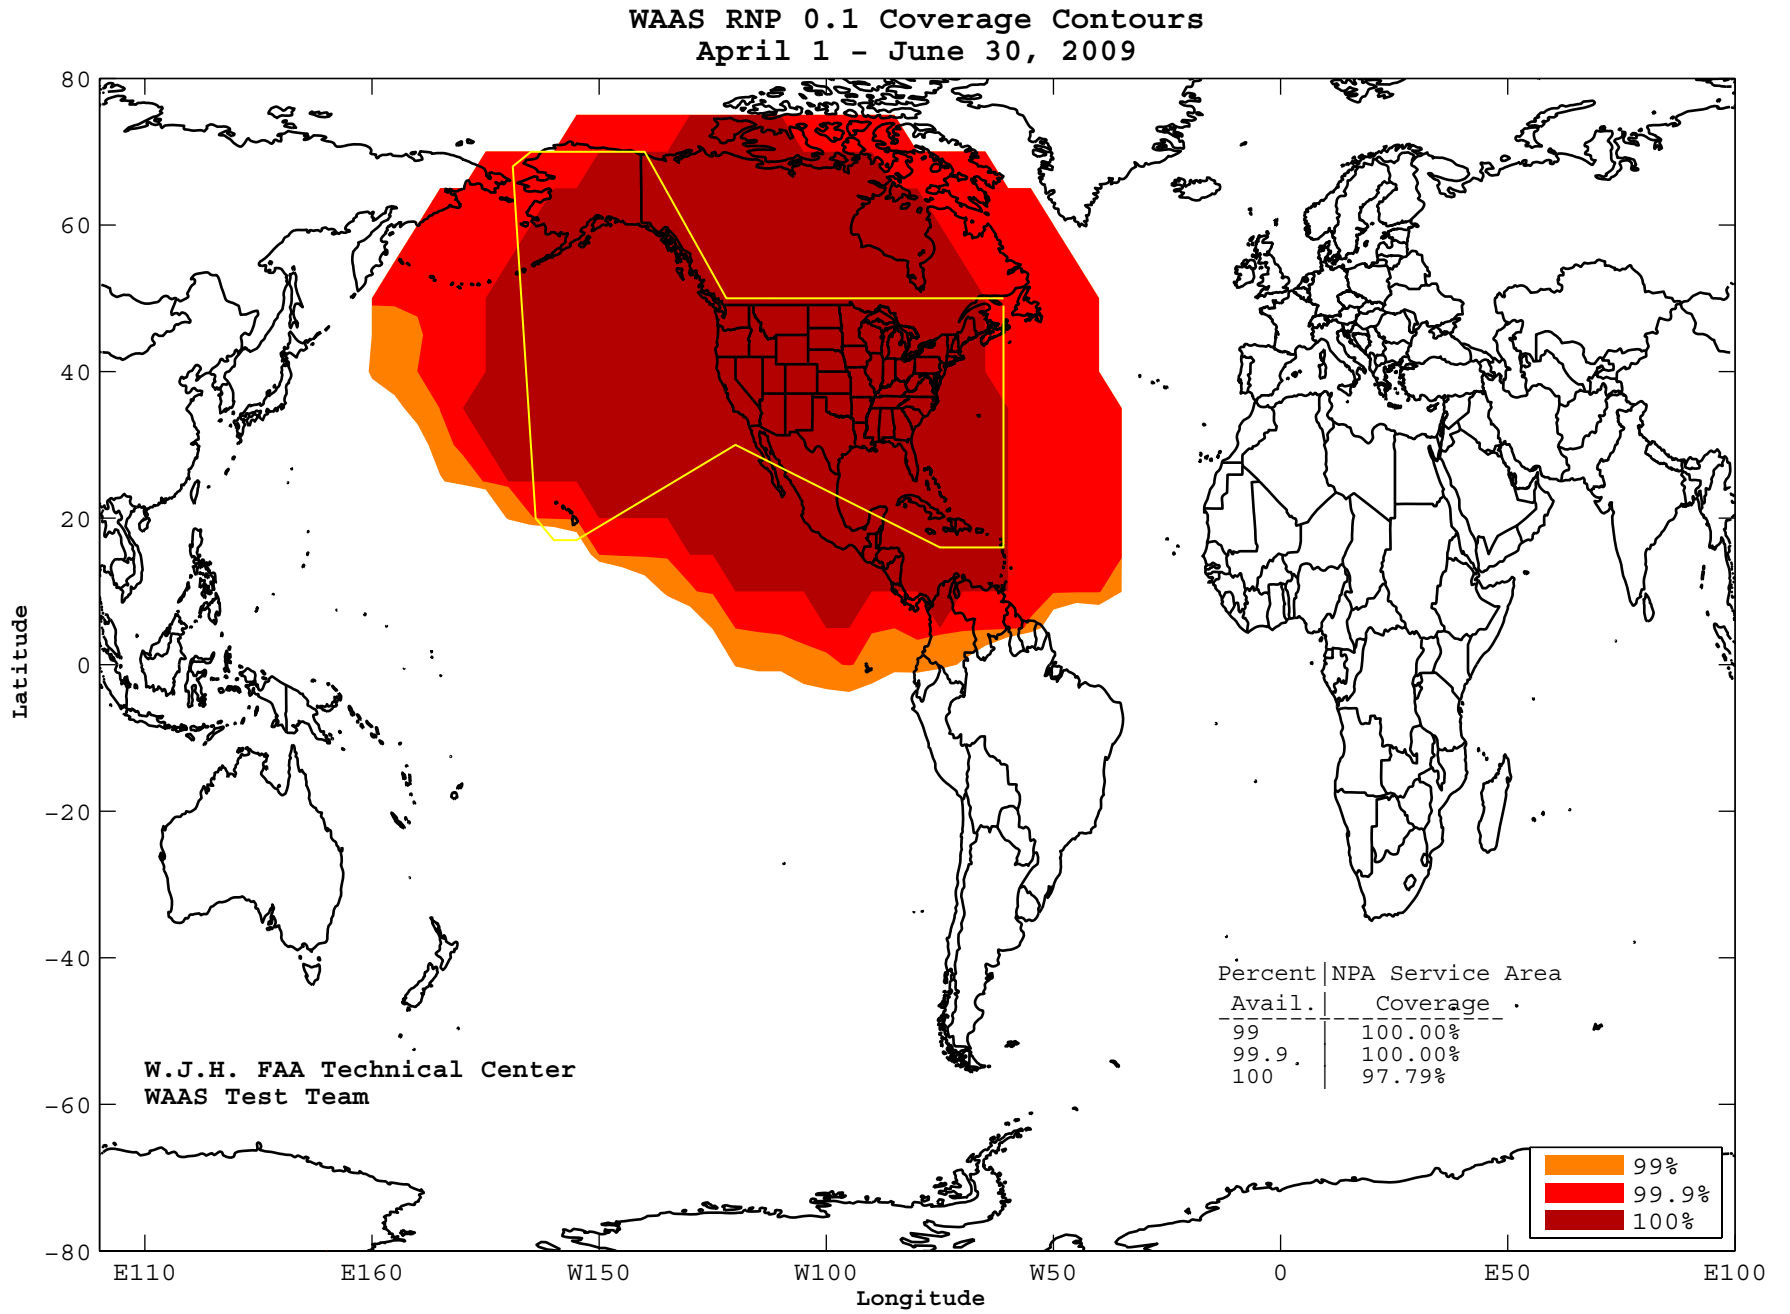 WAAS RNP 0.1 Coverage Contours
April 1 - June 30, 2009
80
60
40
20
0
-20
-40
-60
-80
Latitude
E110 E160 W150 W100 W50 0 E50 E100
Longitude
W.J.H. FAA Technical Center
WAAS Test Team
Percent|NPA Service Area
Avail.| Coverage
--------------------
99 | 100.00%
99.9 | 100.00%
100 | 97.79%
99%
99.9%
100%